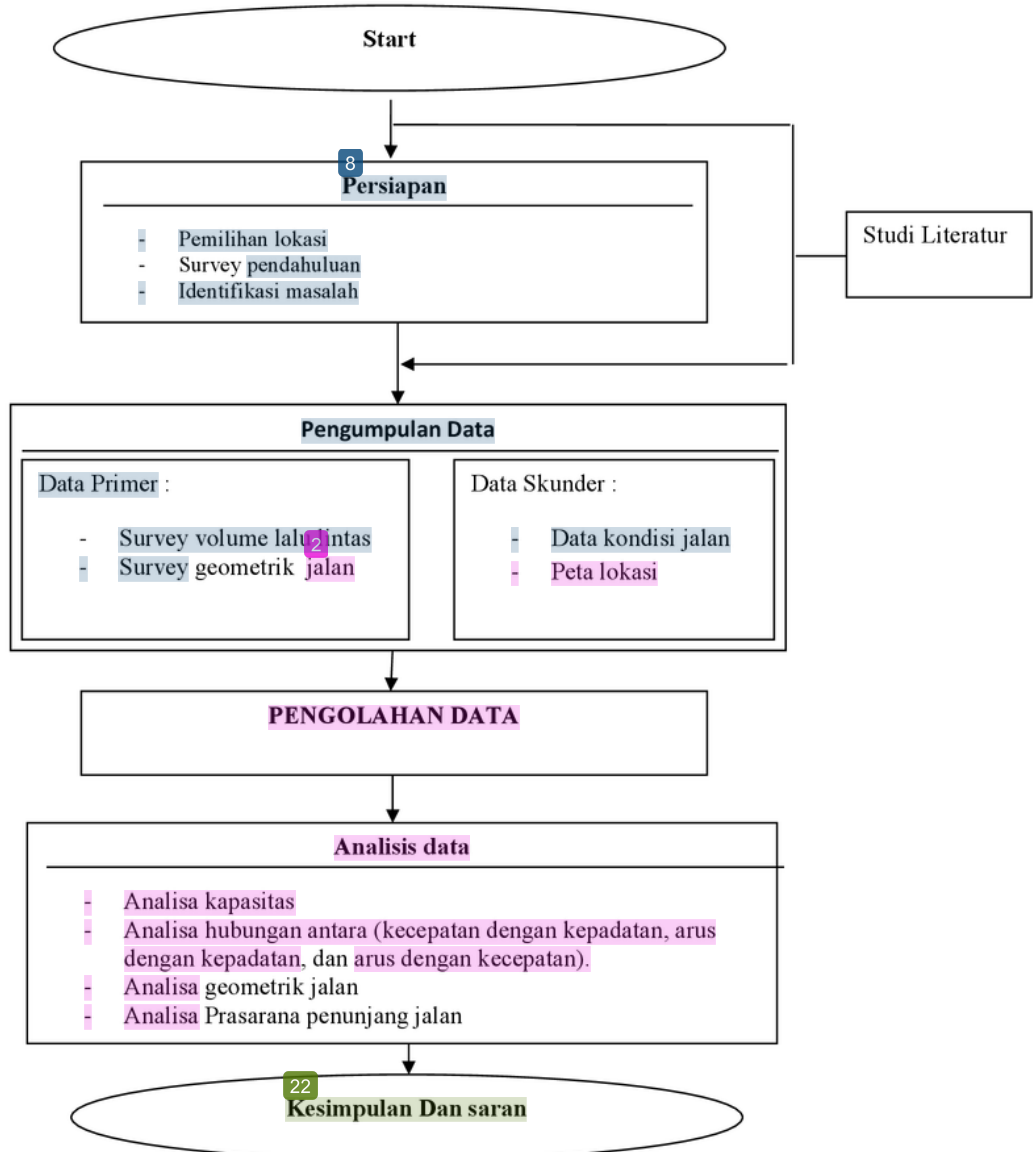 Start
8
Persiapan
- Pemilihan lokasi
- Survey pendahuluan
- Identifikasi masalah
Studi Literatur
Pengumpulan Data
Data Primer :
- Survey volume lalu lintas
2
- Survey geometrik jalan
Data Skunder :
- Data kondisi jalan
- Peta lokasi
PENGOLAHAN DATA
Analisis data
- Analisa kapasitas
- Analisa hubungan antara (kecepatan dengan kepadatan, arus
dengan kepadatan, dan arus dengan kecepatan).
- Analisa geometrik jalan
- Analisa Prasarana penunjang jalan
22
Kesimpulan Dan saran